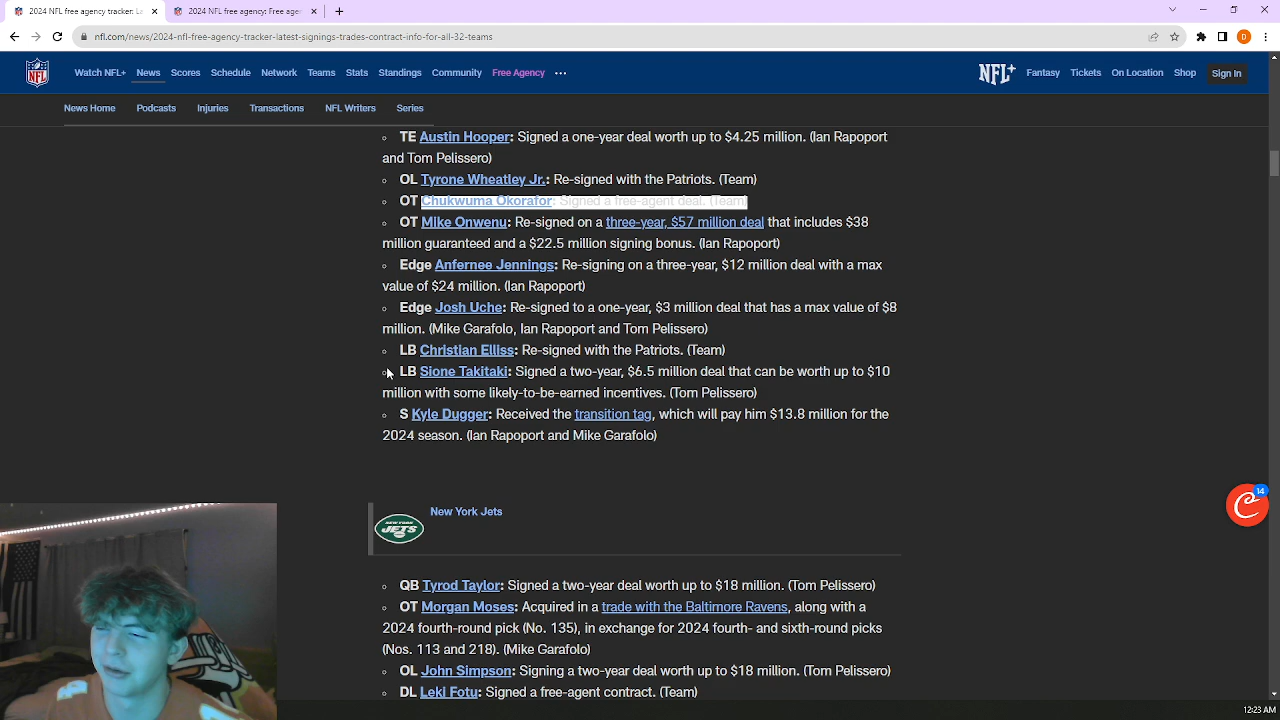 2024 NFL free agency tracker: La
2024 NFL free agency: Free age
nfl.com/news/2024-nfl-free-agency-tracker-latest-signings-trades-contract-info-for-all-32-teams
D
NFL
Watch NFL+ News Scores Schedule Network Teams Stats Standings Community Free Agency ...
NFL+ Fantasy Tickets On Location Shop Sign In
News Home Podcasts Injuries Transactions NFL Writers Series
TE Austin Hooper: Signed a one-year deal worth up to $4.25 million. (Ian Rapoport
and Tom Pelissero)
OL Tyrone Wheatley Jr.: Re-signed with the Patriots. (Team)
OT Chukwuma Okorafor: Signed a free-agent deal. (Team)
OT Mike Onwenu: Re-signed on a three-year, $57 million deal that includes $38
million guaranteed and a $22.5 million signing bonus. (Ian Rapoport)
Edge Anfernee Jennings: Re-signing on a three-year, $12 million deal with a max
value of $24 million. (Ian Rapoport)
Edge Josh Uche: Re-signed to a one-year, $3 million deal that has a max value of $8
million. (Mike Garafolo, Ian Rapoport and Tom Pelissero)
LB Christian Elliss: Re-signed with the Patriots. (Team)
LB Sione Takitaki: Signed a two-year, $6.5 million deal that can be worth up to $10
million with some likely-to-be-earned incentives. (Tom Pelissero)
S Kyle Dugger: Received the transition tag, which will pay him $13.8 million for the
2024 season. (Ian Rapoport and Mike Garafolo)
14
New York Jets
NEW YORK
JETS
QB Tyrod Taylor: Signed a two-year deal worth up to $18 million. (Tom Pelissero)
OT Morgan Moses: Acquired in a trade with the Baltimore Ravens, along with a
2024 fourth-round pick (No. 135), in exchange for 2024 fourth- and sixth-round picks
(Nos. 113 and 218). (Mike Garafolo)
OL John Simpson: Signing a two-year deal worth up to $18 million. (Tom Pelissero)
DL Leki Fotu: Signed a free-agent contract. (Team)
12:23 AM